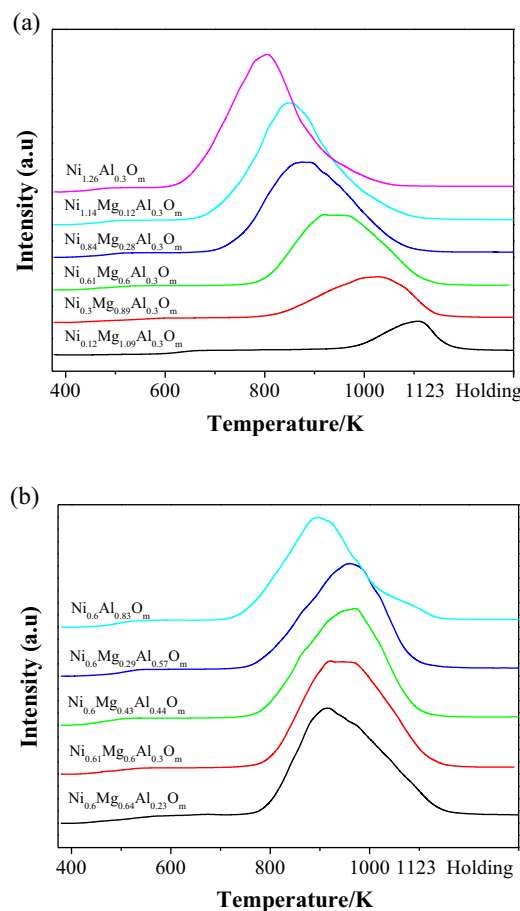 (a)
Intensity (a.u)
Ni1.26Al0.3Om
Ni1.14Mg0.12Al0.3Om
Ni0.84Mg0.28Al0.3Om
Ni0.61Mg0.6Al0.3Om
Ni0.3Mg0.89Al0.3Om
Ni0.12Mg1.09Al0.3Om
400 600 800 1000 1123 Holding
Temperature/K
(b)
Intensity (a.u)
Ni0.6Al0.83Om
Ni0.6Mg0.29Al0.57Om
Ni0.6Mg0.43Al0.44Om
Ni0.61Mg0.6Al0.3Om
Ni0.6Mg0.64Al0.23Om
400 600 800 1000 1123 Holding
Temperature/K